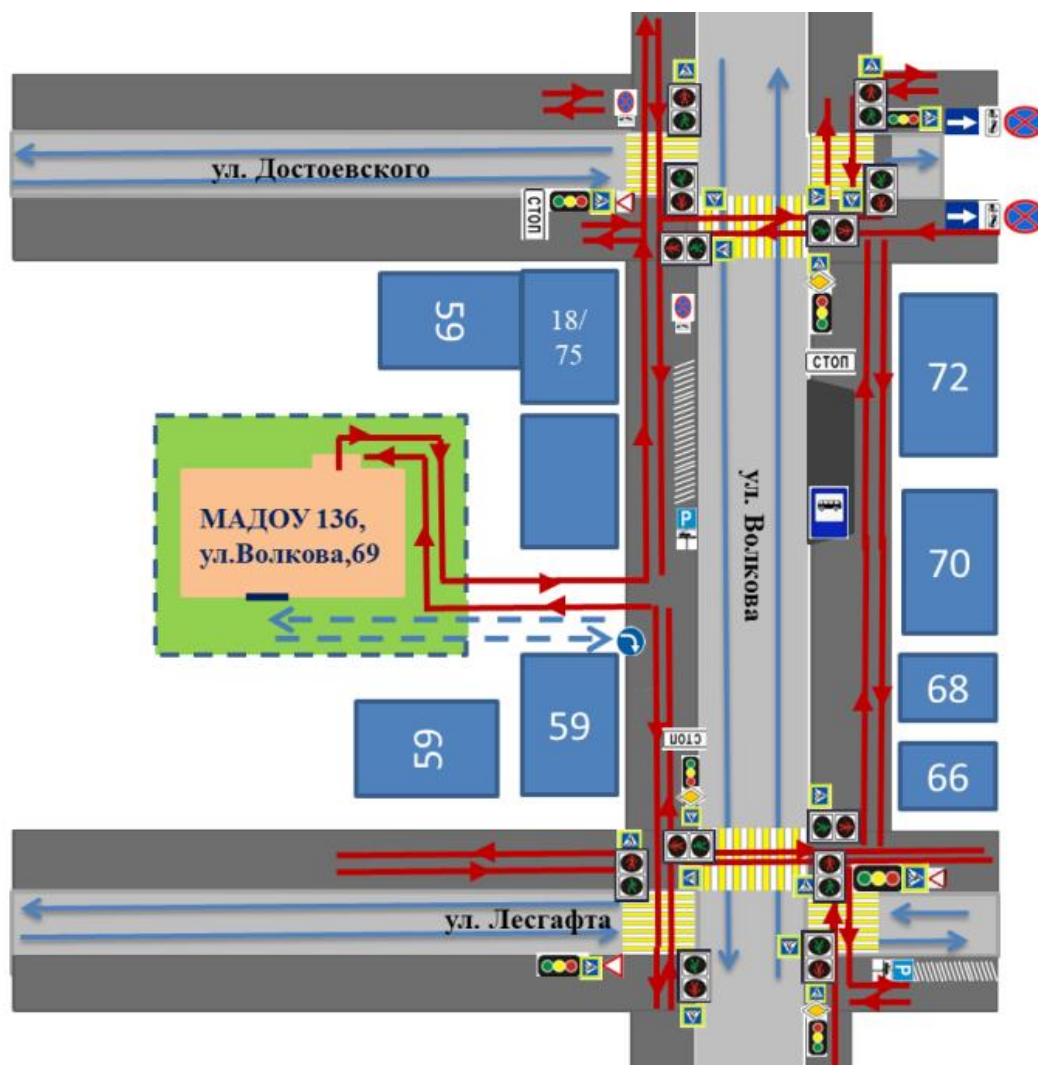 ул. Достоевского
СТОП
59
18/
75
СТОП
72
МАДОУ 136,
ул.Волкова,69
ул. Волкова
P
70
59
59
СТОП
68
66
ул. Лесгафта
P